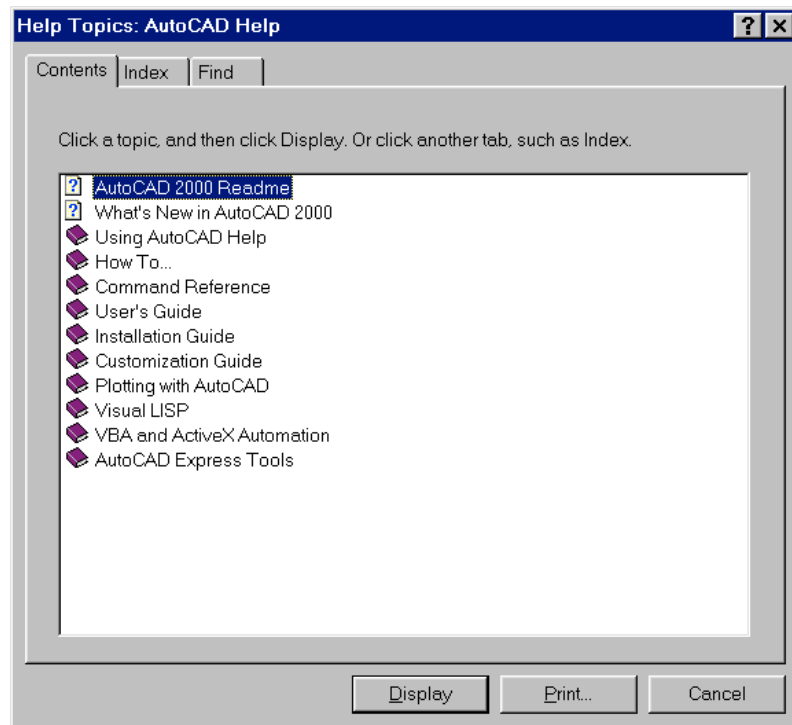 Help Topics: AutoCAD Help
Contents Index Find
Click a topic, and then click Display. Or click another tab, such as Index.
AutoCAD 2000 Readme
What's New in AutoCAD 2000
Using AutoCAD Help
How To...
Command Reference
User's Guide
Installation Guide
Customization Guide
Plotting with AutoCAD
Visual LISP
VBA and ActiveX Automation
AutoCAD Express Tools
Display Print... Cancel